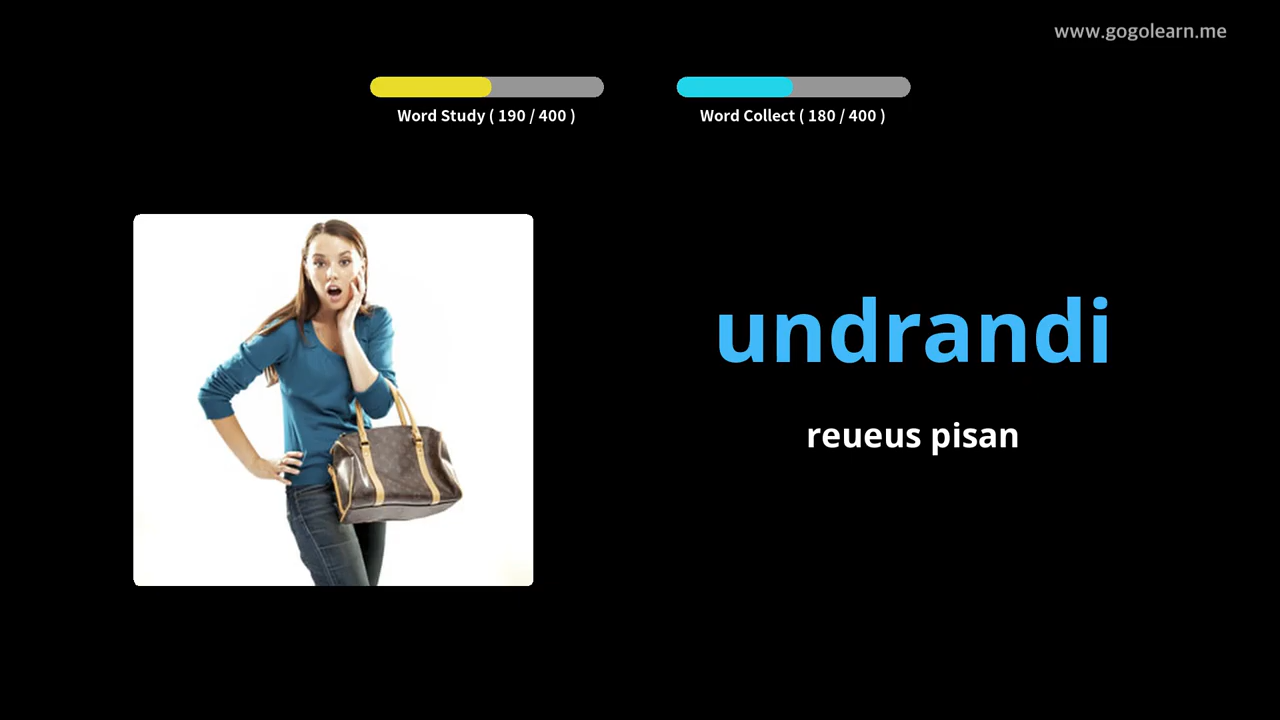 www.gogolearn.me
Word Study ( 190 / 400 )
Word Collect ( 180 / 400 )
undrandi
reueus pisan